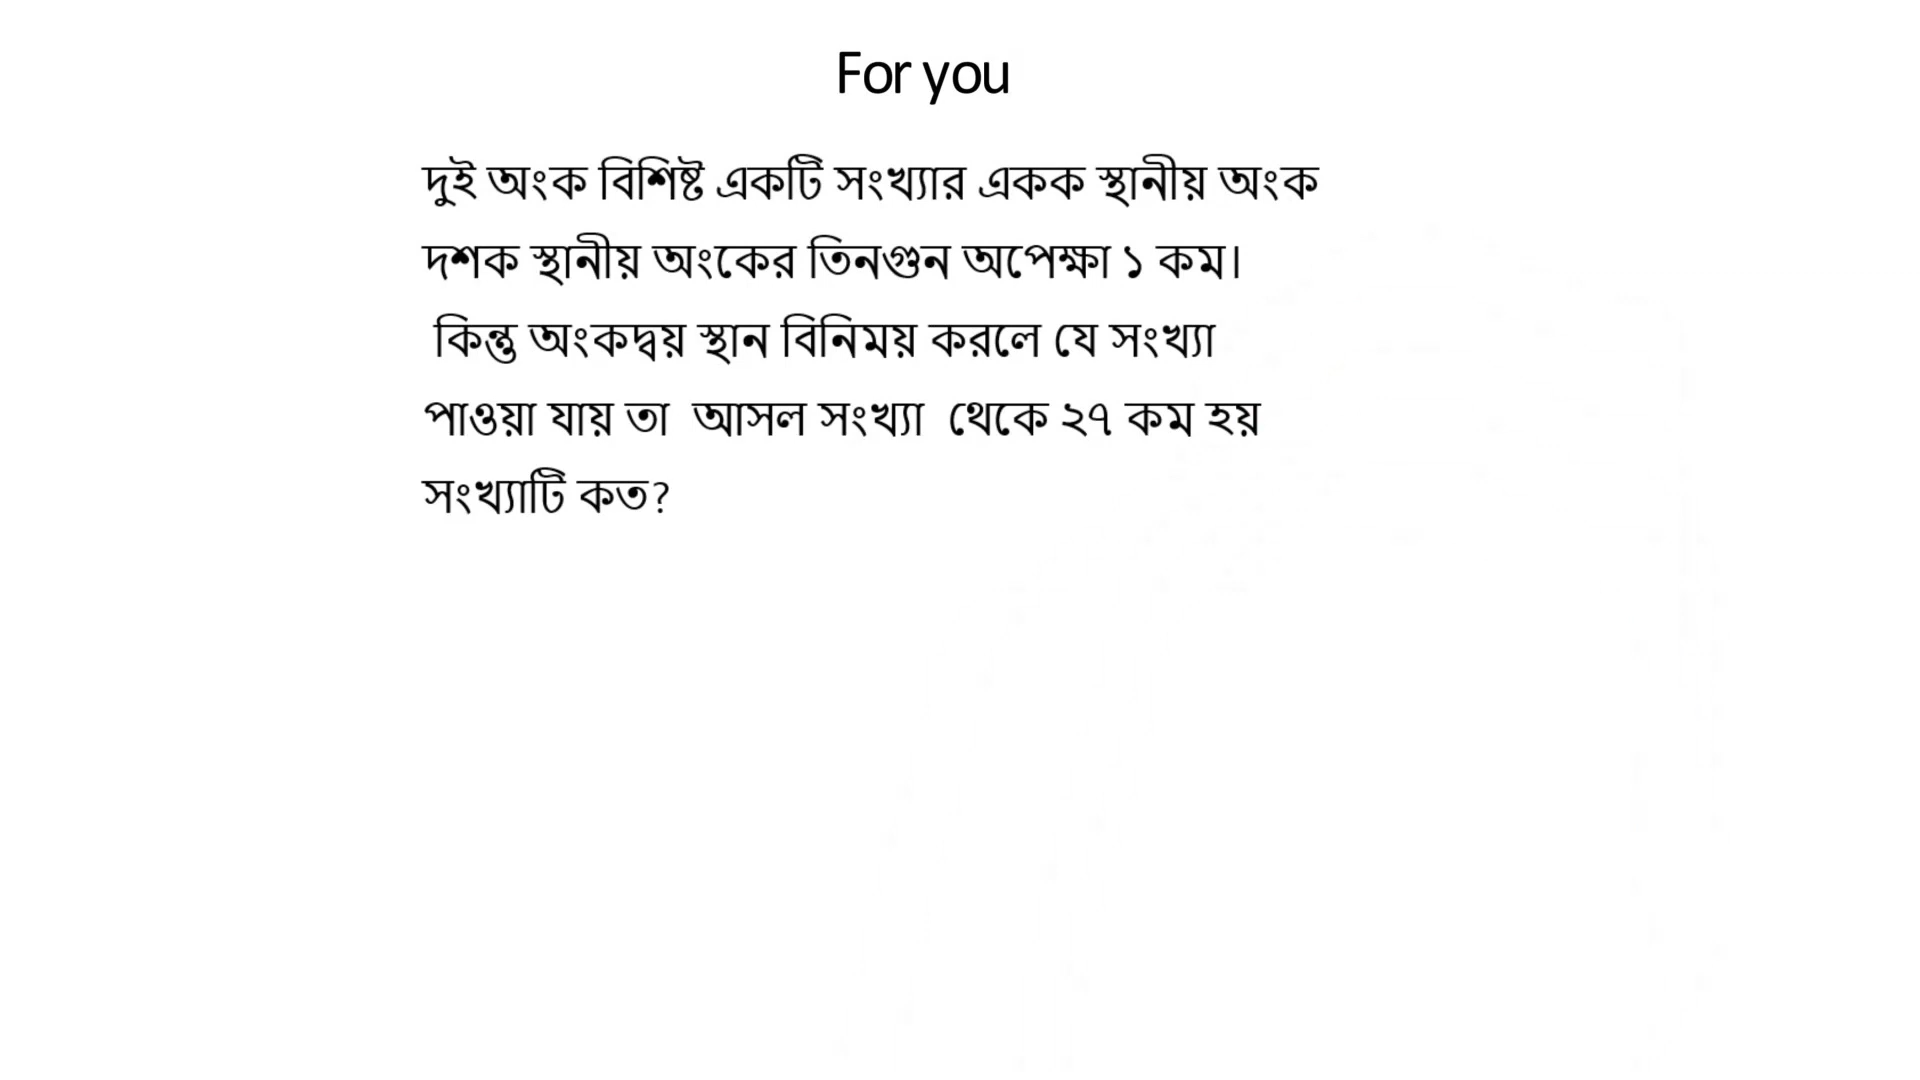 For you
দুই অংক বিশিষ্ট একটি সংখ্যার একক স্থানীয় অংক
দশক স্থানীয় অংকের তিনগুন অপেক্ষা ১ কম।
কিন্তু অংকদ্বয় স্থান বিনিময় করলে যে সংখ্যা
পাওয়া যায় তা আসল সংখ্যা থেকে ২৭ কম হয়
সংখ্যাটি কত?